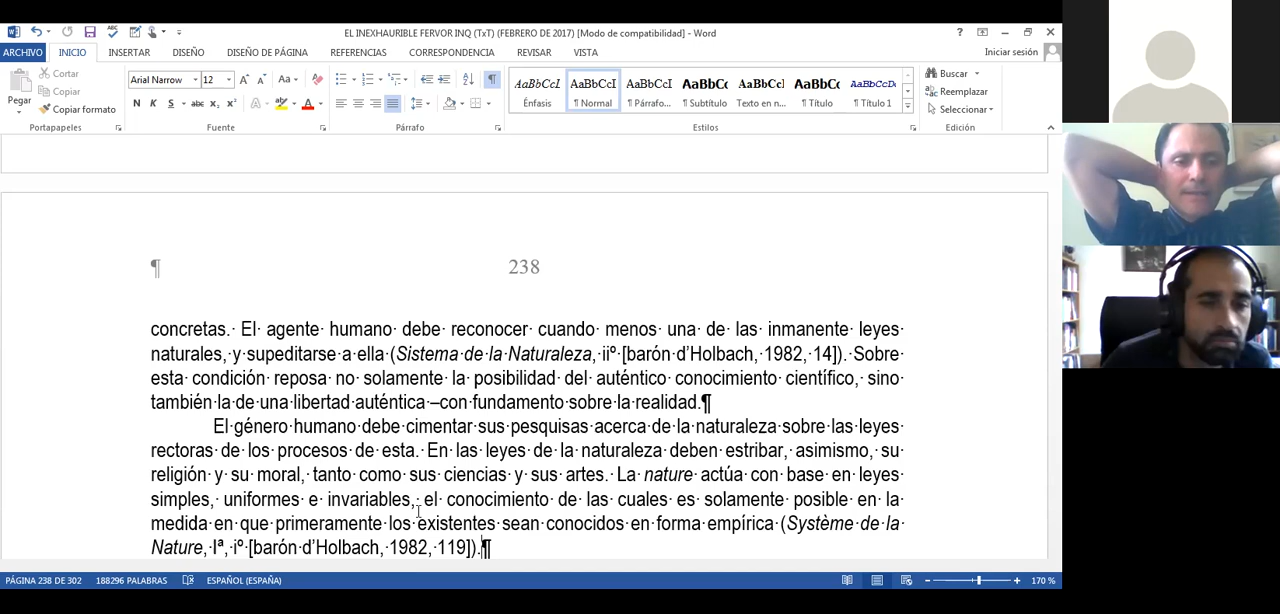 EL INEXHAURIBLE FERVOR INQ (TxT) (FEBRERO DE 2017) [Modo de compatibilidad] - Word
Iniciar sesión
ARCHIVO INICIO INSERTAR DISEÑO DISEÑO DE PÁGINA REFERENCIAS CORRESPONDENCIA REVISAR VISTA
Pegar
Cortar
Copiar
Copiar formato
Portapapeles
Arial Narrow 12
N K S abc x₂ x²
Fuente
Párrafo
AaBbCcI AaBbCcI AaBbCcI AaBbCc AaBbCcI AaBbCc AaBbCcDc
Énfasis ¶ Normal ¶ Párrafo... ¶ Subtítulo Texto en n... ¶ Título ¶ Título 1
Estilos
Buscar
Reemplazar
Seleccionar
Edición
¶ 238
concretas. El agente humano debe reconocer cuando menos una de las inmanente leyes
naturales, y supeditarse a ella (Sistema de la Naturaleza, iiº [barón d'Holbach, 1982, 14]). Sobre
esta condición reposa no solamente la posibilidad del auténtico conocimiento científico, sino
también la de una libertad auténtica –con fundamento sobre la realidad.¶
El género humano debe cimentar sus pesquisas acerca de la naturaleza sobre las leyes
rectoras de los procesos de esta. En las leyes de la naturaleza deben estribar, asimismo, su
religión y su moral, tanto como sus ciencias y sus artes. La nature actúa con base en leyes
simples, uniformes e invariables, el conocimiento de las cuales es solamente posible en la
medida en que primeramente los existentes sean conocidos en forma empírica (Système de la
Nature, Iª, iº [barón d'Holbach, 1982, 119]).¶
PÁGINA 238 DE 302 188296 PALABRAS ESPAÑOL (ESPAÑA) 170 %